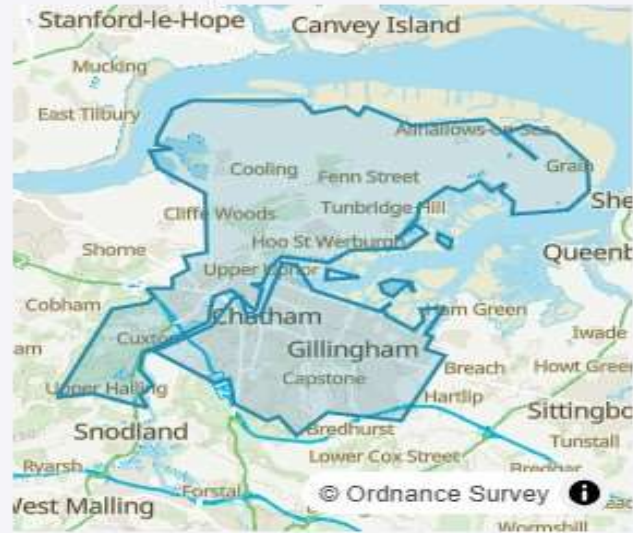 Stanford-le-Hope
Canvey Island
Mucking
East Tilbury
Allhallows-on-Sea
Cooling
Grain
Fenn Street
Cliffe Woods
Tunbridge Hill
She
Shorne
Hoo St Werburgh
Queenb
Upper Upnor
Cobham
Chatham
Ham Green
Cuxton
Iwade
am
Gillingham
Breach
Howt Green
Capstone
Upper Halling
Hartlip
Sittingbo
Snodland
Bredhurst
Tunstall
Lower Cox Street
Ryarsh
Bredgar
Forstal
© Ordnance Survey
West Malling
Wormshill